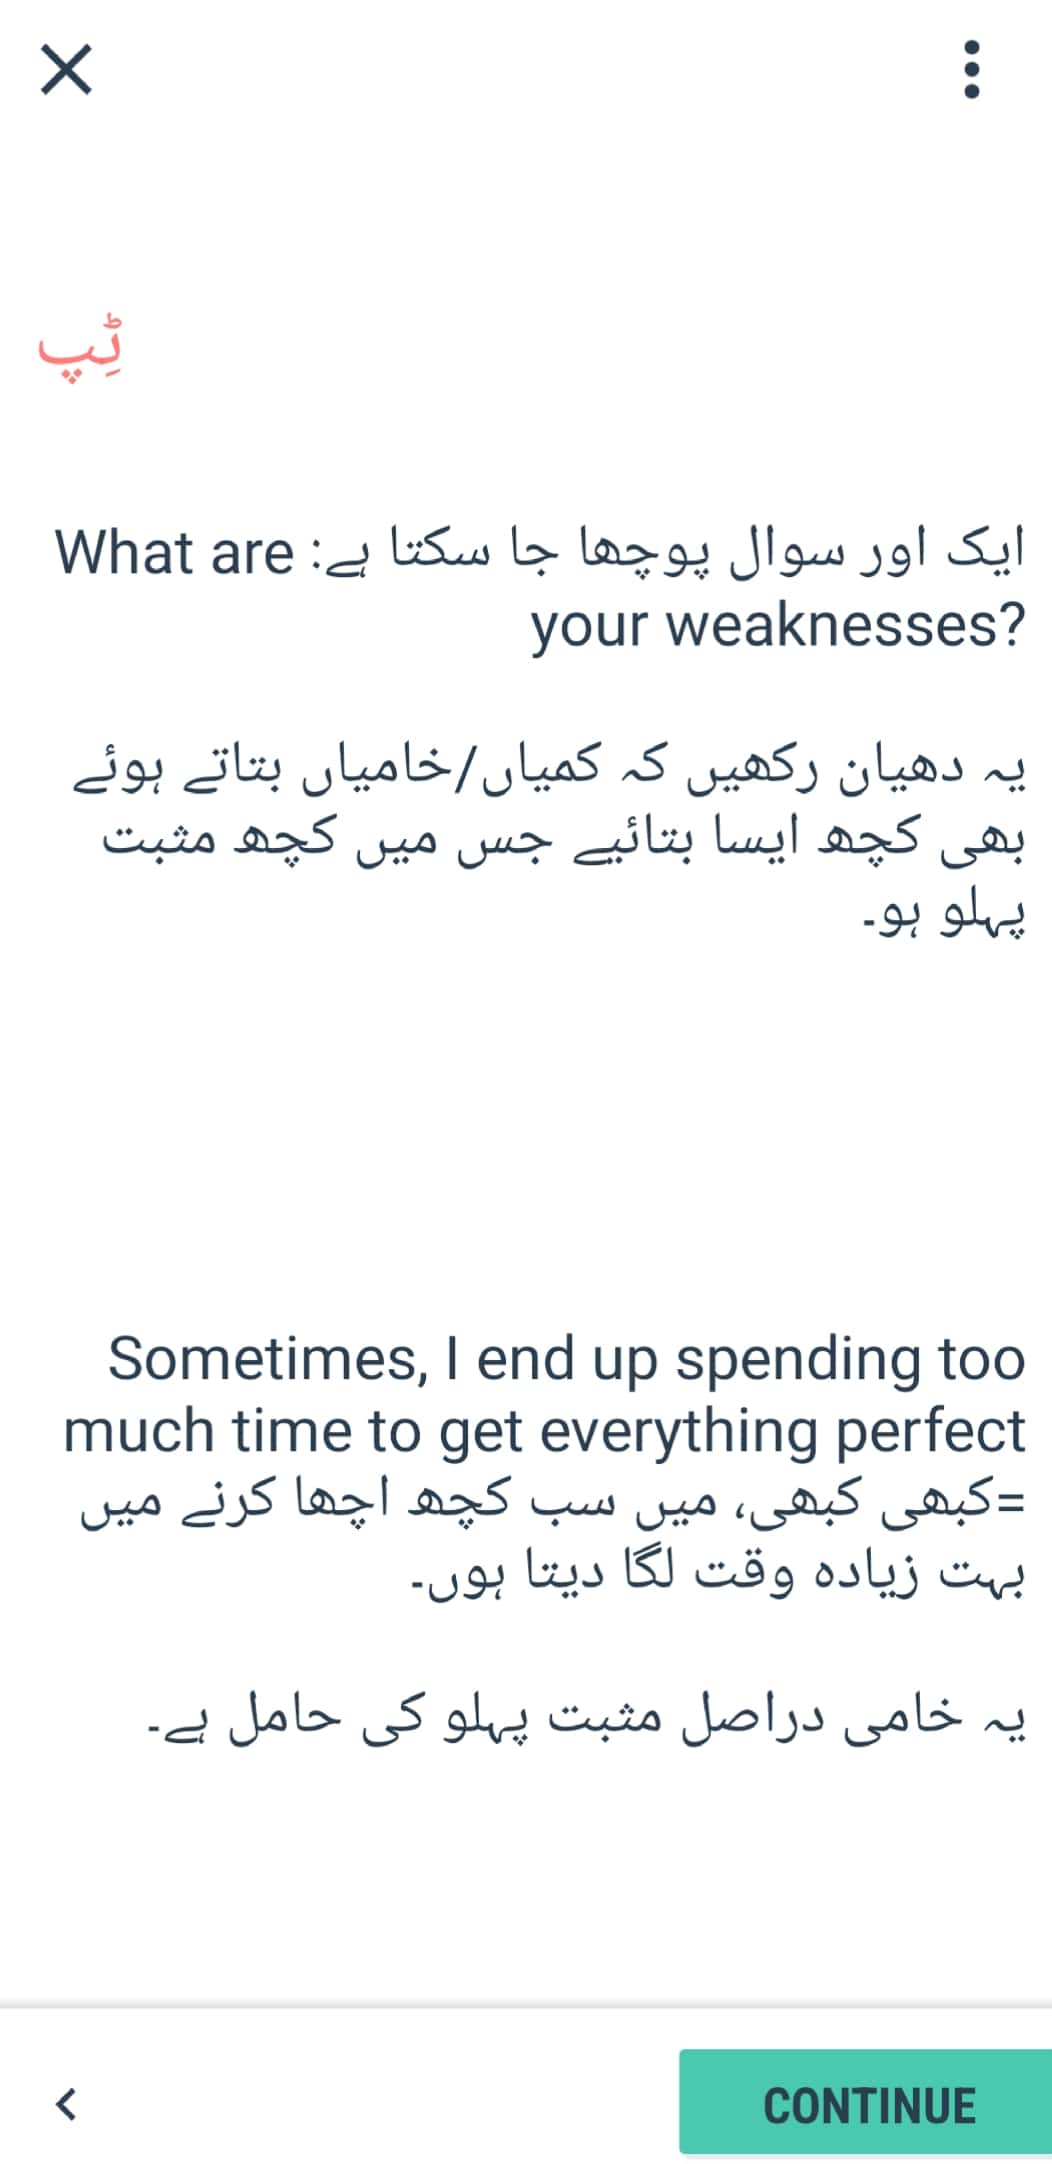 ٹِپ
ایک اور سوال پوچھا جا سکتا ہے: What are
your weaknesses?
یہ دھیان رکھیں کہ کمیاں/خامیاں بتاتے ہوئے
بھی کچھ ایسا بتائیے جس میں کچھ مثبت
پہلو ہو۔
Sometimes, I end up spending too
much time to get everything perfect
=کبھی کبھی، میں سب کچھ اچھا کرنے میں
بہت زیادہ وقت لگا دیتا ہوں۔
یہ خامی دراصل مثبت پہلو کی حامل ہے۔
CONTINUE